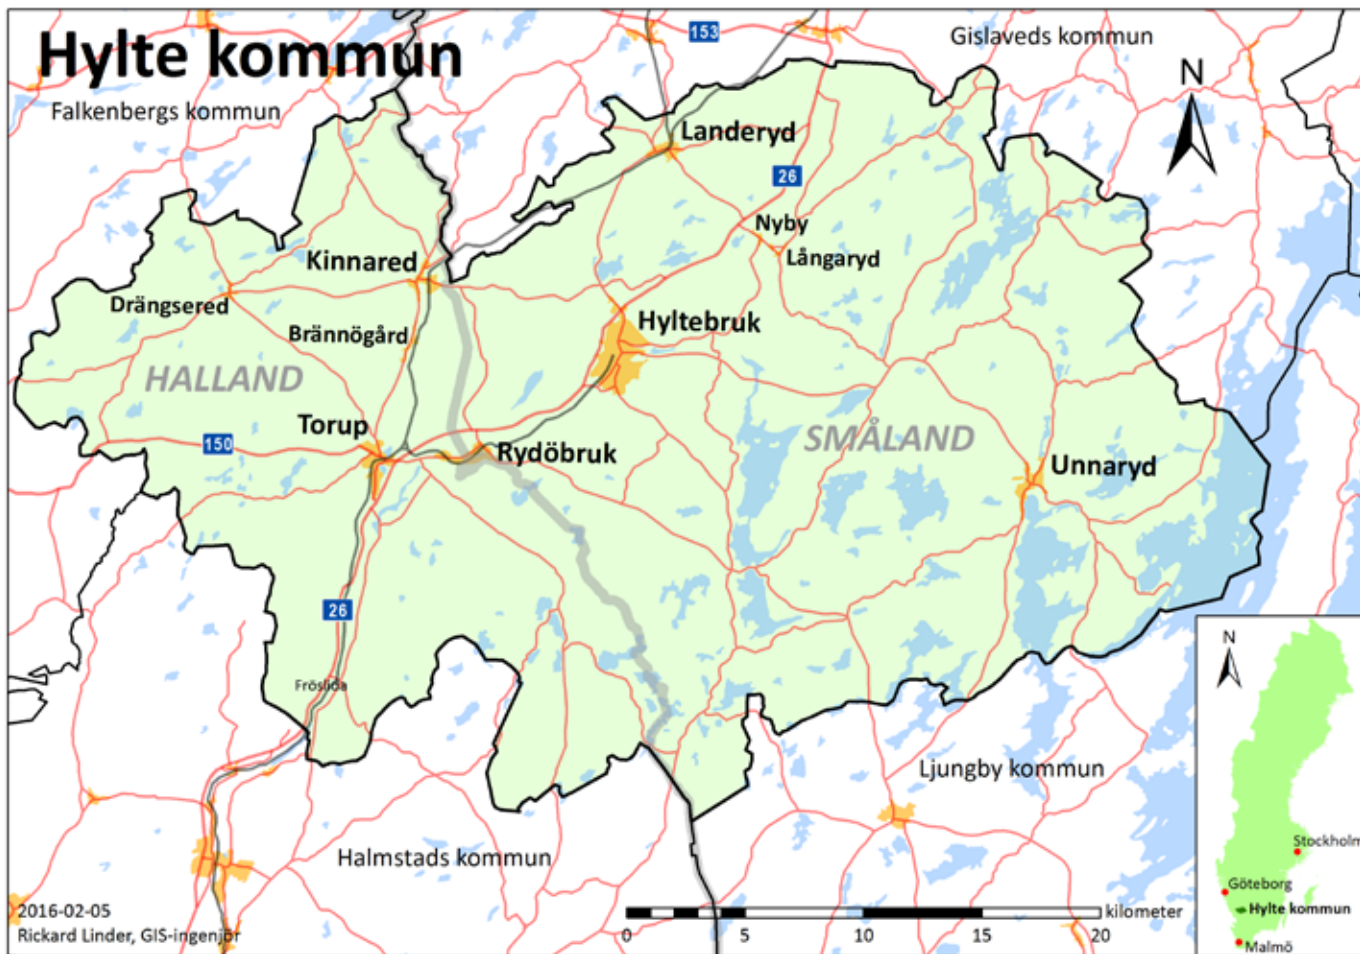 Hylte kommun
153
Gislaveds kommun
N
Falkenbergs kommun
Landeryd
26
Nyby
Långaryd
Kinnared
Drängsered
Brännögård
Hyltebruk
HALLAND
Torup
150
Rydöbruk
SMÅLAND
Unnaryd
26
Fröslida
N
Ljungby kommun
Halmstads kommun
Stockholm
Göteborg
Hylte kommun
Malmö
2016-02-05
Rickard Linder, GIS-ingenjör
kilometer
0 5 10 15 20